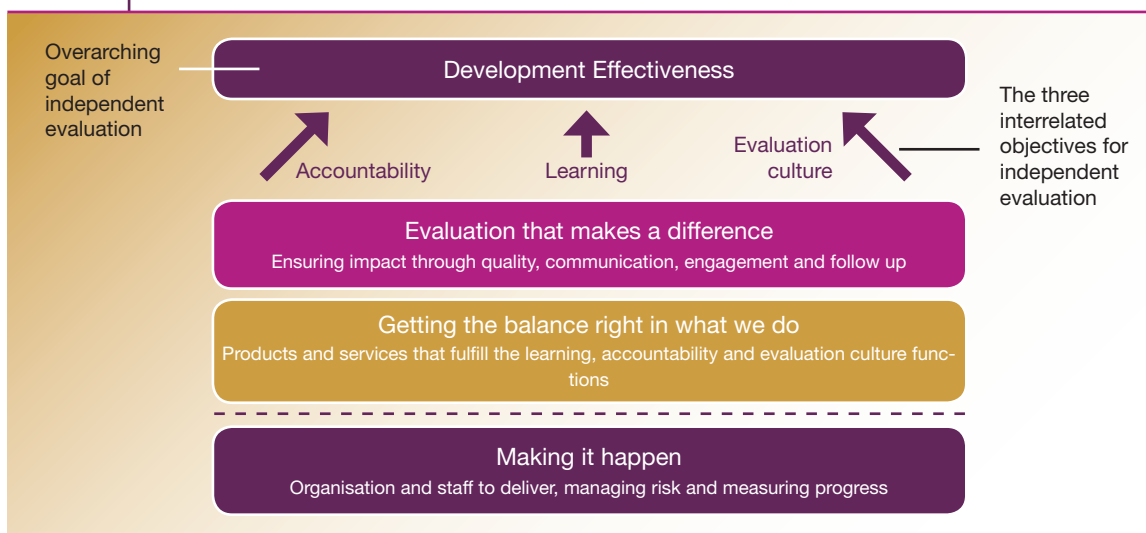 Overarching
goal of
independent
evaluation
Development Effectiveness
The three
interrelated
objectives for
independent
evaluation
Accountability
Learning
Evaluation
culture
Evaluation that makes a difference
Ensuring impact through quality, communication, engagement and follow up
Getting the balance right in what we do
Products and services that fulfill the learning, accountability and evaluation culture func-
tions
Making it happen
Organisation and staff to deliver, managing risk and measuring progress